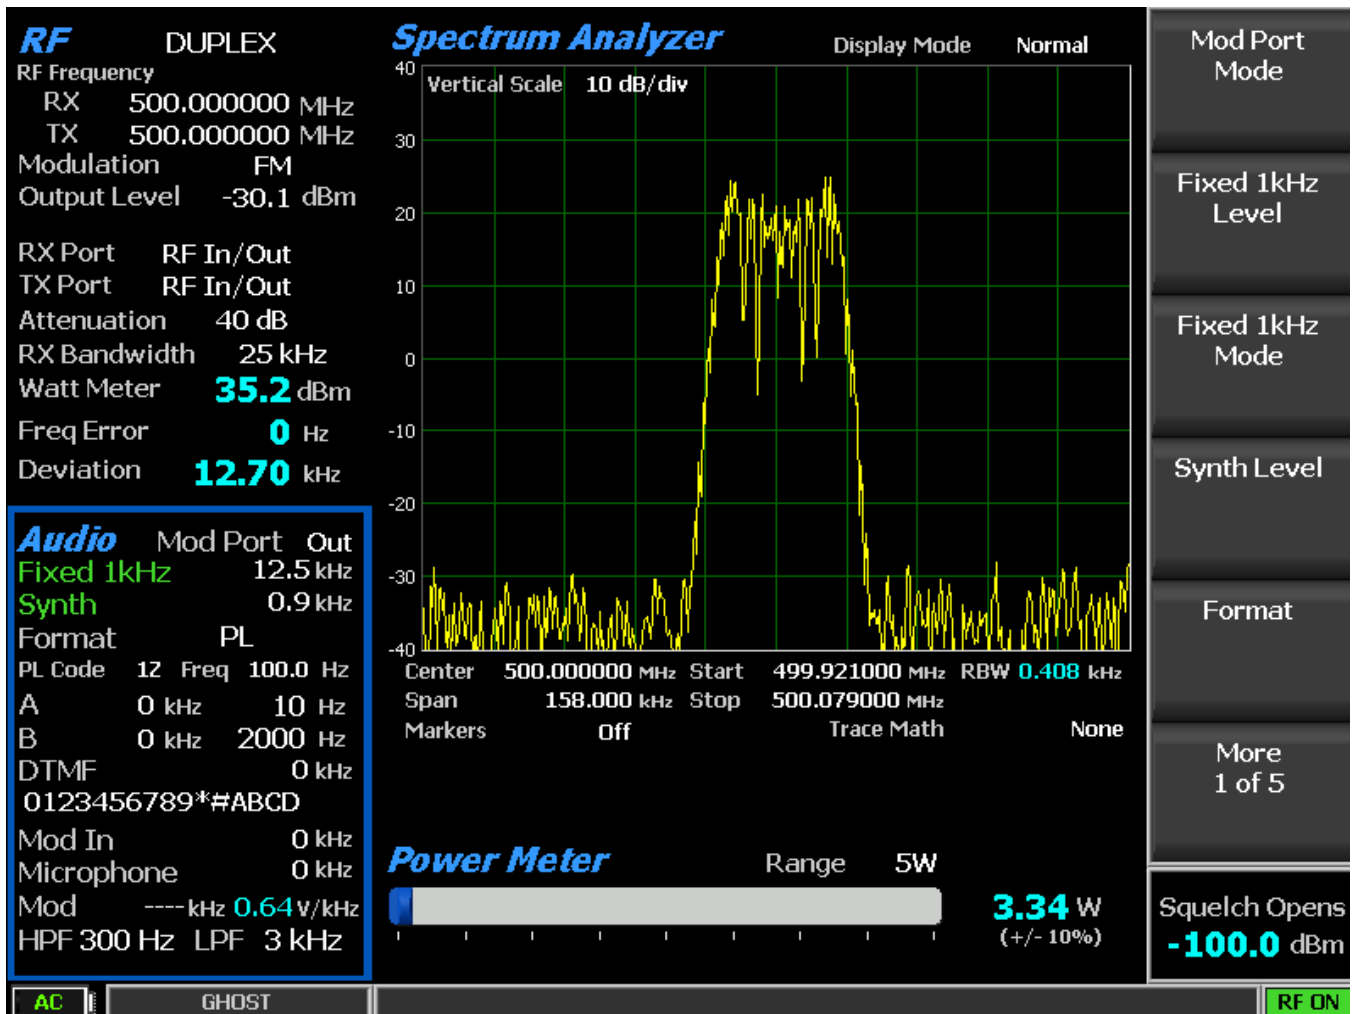 RF DUPLEX
RF Frequency
RX 500.000000 MHz
TX 500.000000 MHz
Modulation FM
Output Level -30.1 dBm
RX Port RF In/Out
TX Port RF In/Out
Attenuation 40 dB
RX Bandwidth 25 kHz
Watt Meter 35.2 dBm
Freq Error 0 Hz
Deviation 12.70 kHz
Audio Mod Port Out
Fixed 1kHz 12.5 kHz
Synth 0.9 kHz
Format PL
PL Code 1Z Freq 100.0 Hz
A 0 kHz 10 Hz
B 0 kHz 2000 Hz
DTMF 0 kHz
0123456789*#ABCD
Mod In 0 kHz
Microphone 0 kHz
Mod ----kHz 0.64 V/kHz
HPF 300 Hz LPF 3 kHz
Spectrum Analyzer Display Mode Normal
Vertical Scale 10 dB/div
40
30
20
10
0
-10
-20
-30
-40
Center 500.000000 MHz Start 499.921000 MHz RBW 0.408 kHz
Span 158.000 kHz Stop 500.079000 MHz
Markers Off Trace Math None
Power Meter Range 5W
3.34 W
(+/- 10%)
Mod Port
Mode
Fixed 1kHz
Level
Fixed 1kHz
Mode
Synth Level
Format
More
1 of 5
Squelch Opens
-100.0 dBm
AC GHOST RF ON